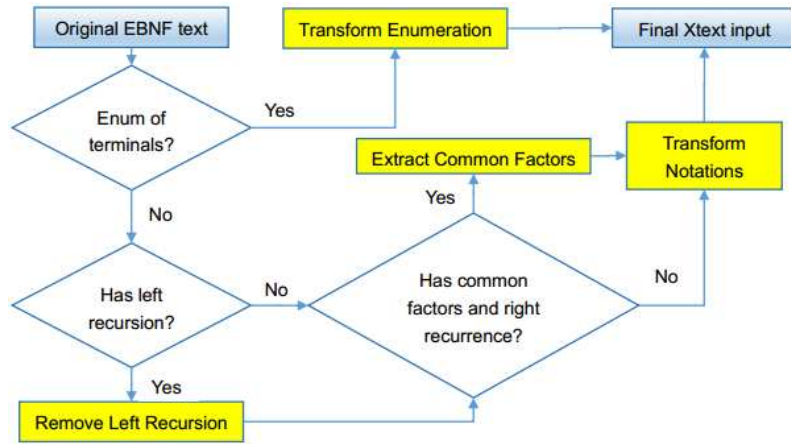 Original EBNF text
Transform Enumeration
Final Xtext input
Enum of
terminals?
Yes
Extract Common Factors
Transform
Notations
No
Yes
Has left
recursion?
No
Has common
factors and right
recurrence?
No
Yes
Remove Left Recursion